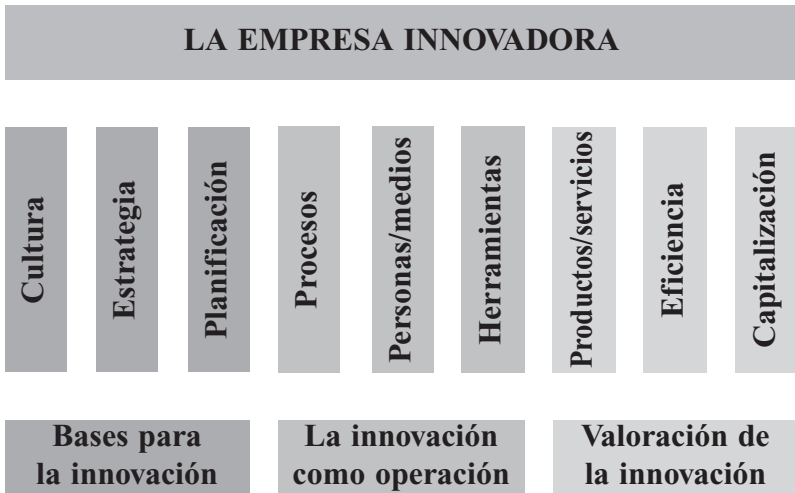 LA EMPRESA INNOVADORA
Cultura
Estrategia
Planificación
Procesos
Personas/medios
Herramientas
Productos/servicios
Eficiencia
Capitalización
Bases para
la innovación
La innovación
como operación
Valoración de
la innovación